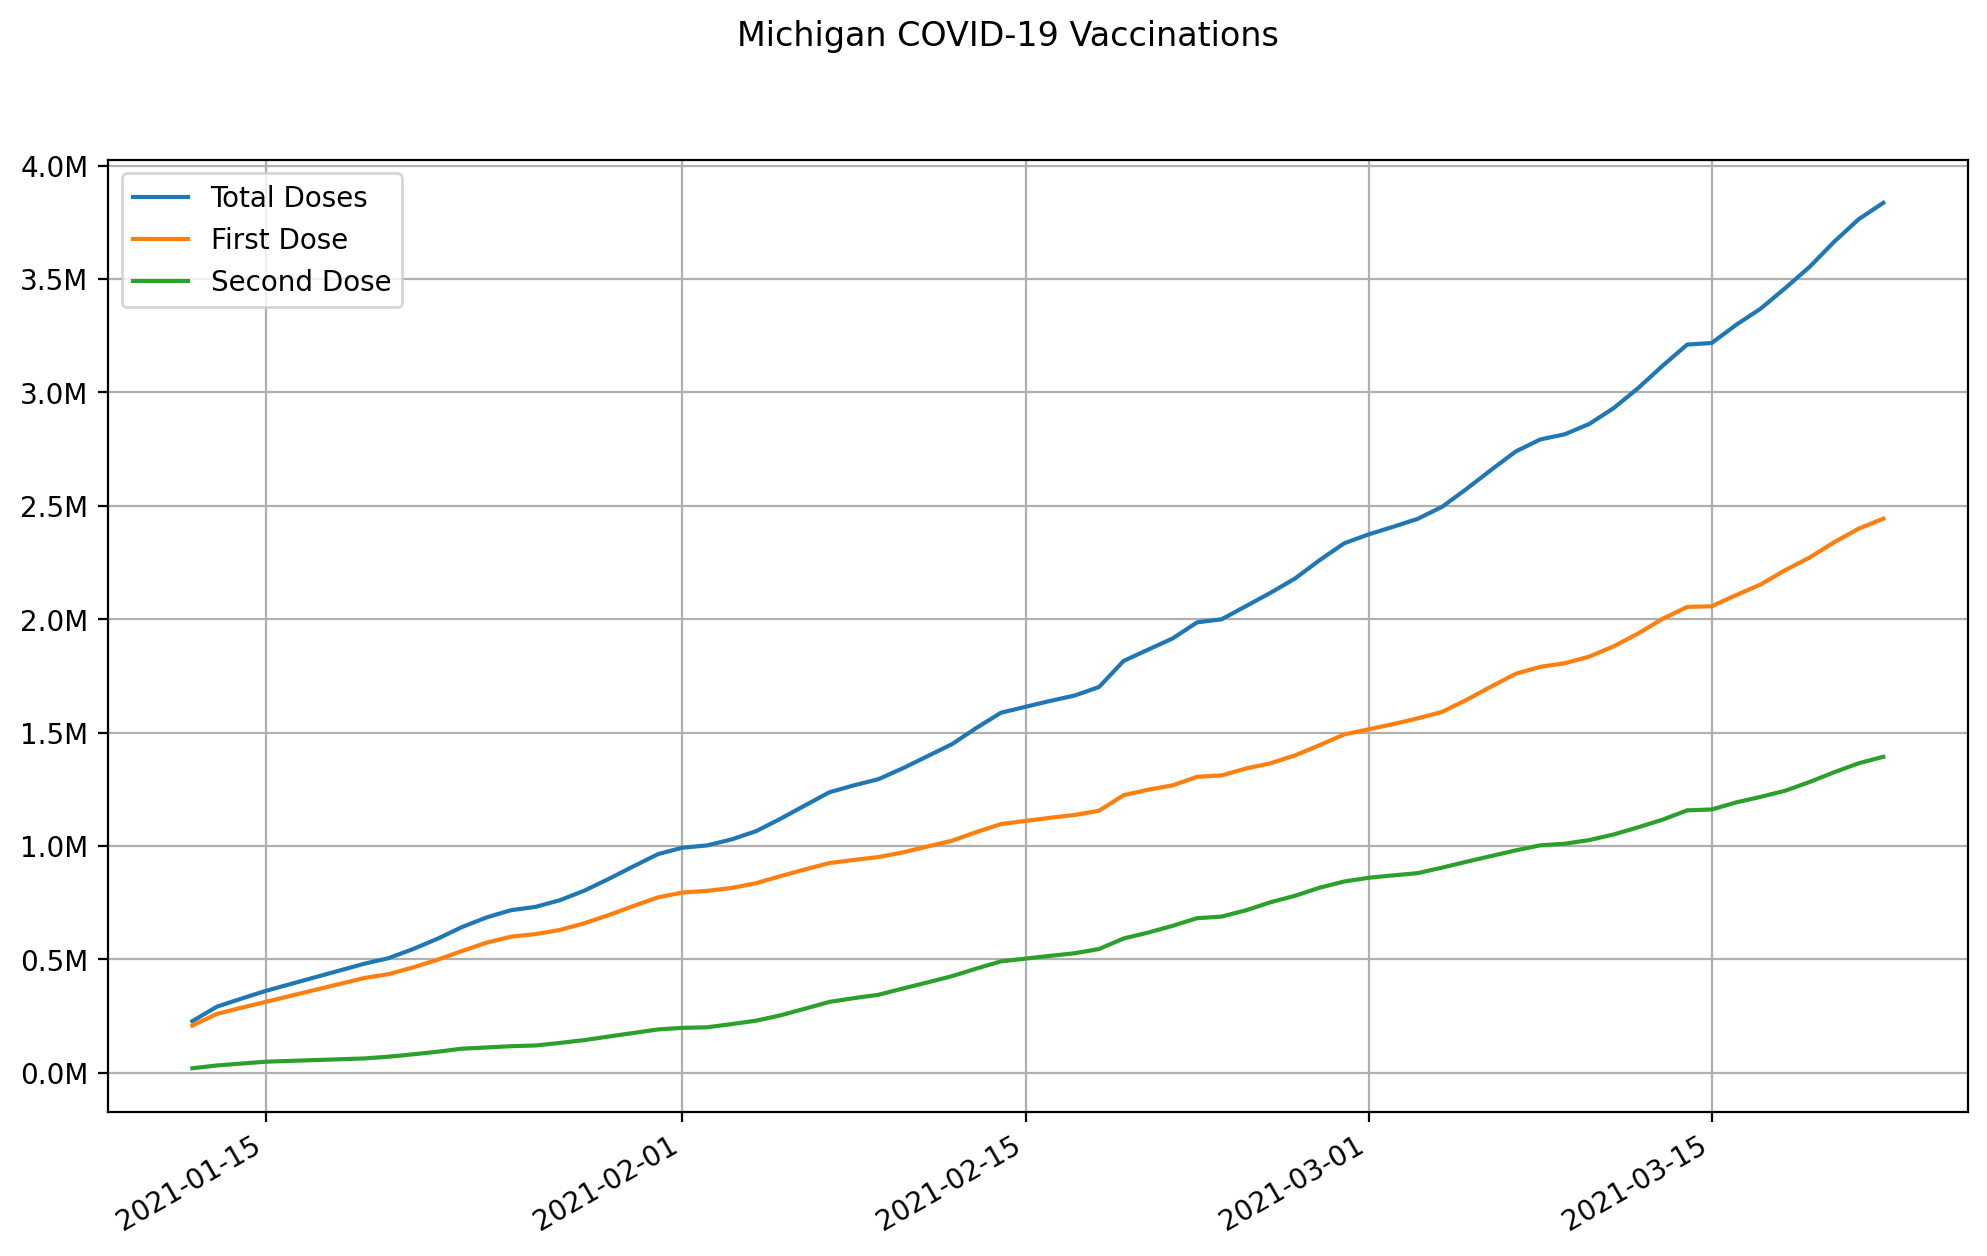 Michigan COVID-19 Vaccinations
4.0M
3.5M
3.0M
2.5M
2.0M
1.5M
1.0M
0.5M
0.0M
Total Doses
First Dose
Second Dose
2021-01-15
2021-02-01
2021-02-15
2021-03-01
2021-03-15